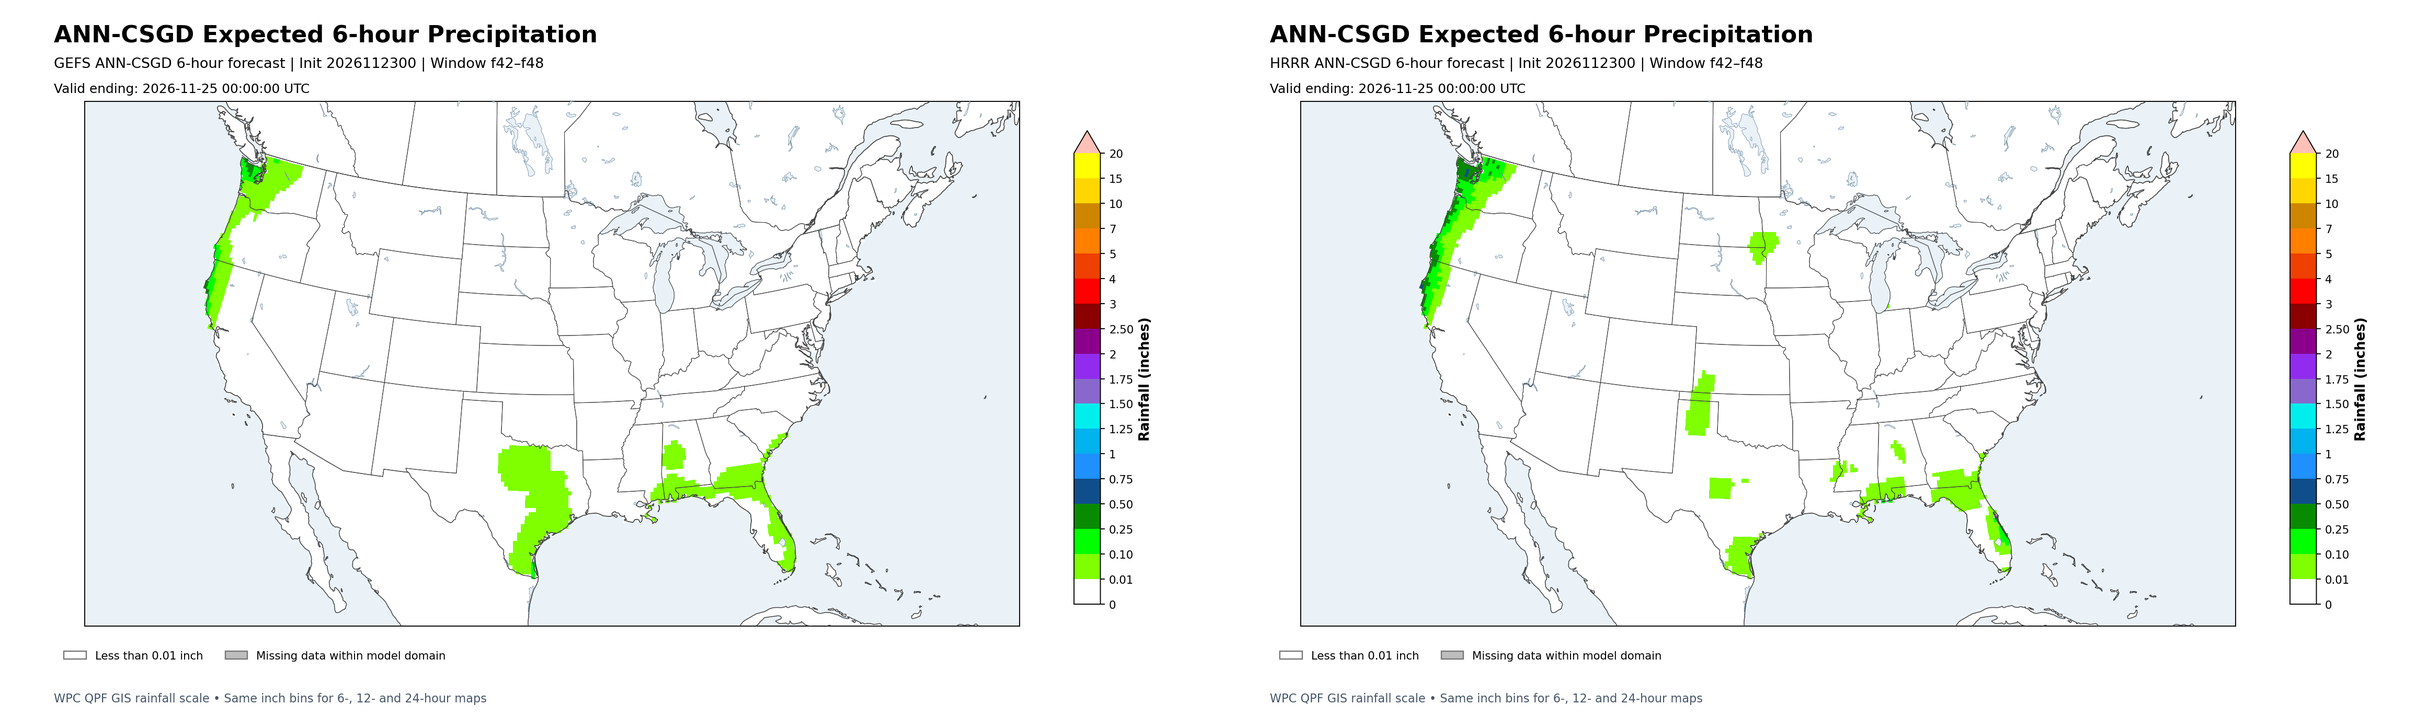 ANN-CSGD Expected 6-hour Precipitation
GEFS ANN-CSGD 6-hour forecast | Init 2026112300 | Window f42–f48
Valid ending: 2026-11-25 00:00:00 UTC
20
15
10
7
5
4
3
2.50
2
1.75
1.50
1.25
1
0.75
0.50
0.25
0.10
0.01
0
Rainfall (inches)
Less than 0.01 inch
Missing data within model domain
WPC QPF GIS rainfall scale • Same inch bins for 6-, 12- and 24-hour maps
ANN-CSGD Expected 6-hour Precipitation
HRRR ANN-CSGD 6-hour forecast | Init 2026112300 | Window f42–f48
Valid ending: 2026-11-25 00:00:00 UTC
20
15
10
7
5
4
3
2.50
2
1.75
1.50
1.25
1
0.75
0.50
0.25
0.10
0.01
0
Rainfall (inches)
Less than 0.01 inch
Missing data within model domain
WPC QPF GIS rainfall scale • Same inch bins for 6-, 12- and 24-hour maps